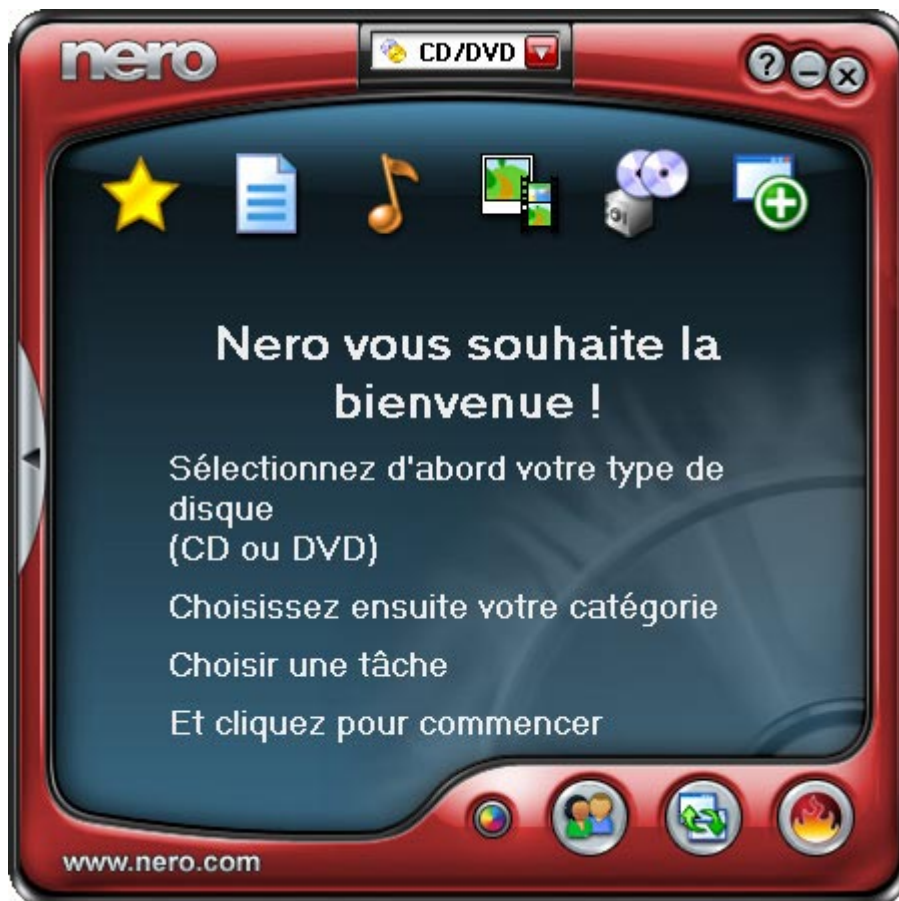 nero
CD/DVD
?
Nero vous souhaite la
bienvenue !
Sélectionnez d'abord votre type de
disque
(CD ou DVD)
Choisissez ensuite votre catégorie
Choisir une tâche
Et cliquez pour commencer
www.nero.com